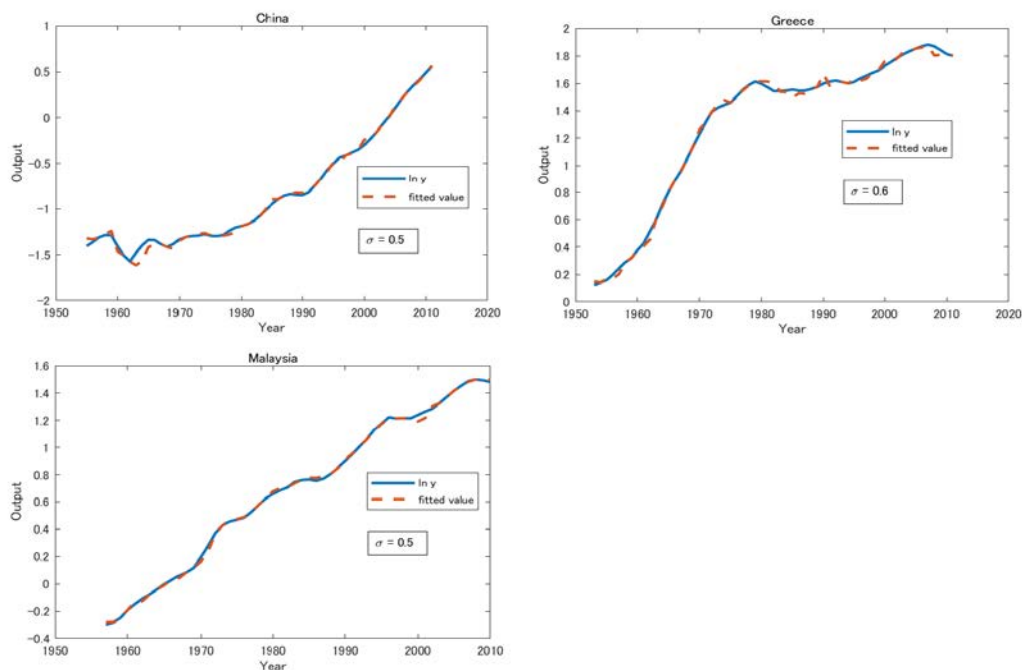 China
1
0.5
0
−0.5
−1
−1.5
−2
Output
1950 1960 1970 1980 1990 2000 2010 2020
Year
ln y
fitted value
σ = 0.5
Greece
2
1.8
1.6
1.4
1.2
1
0.8
0.6
0.4
0.2
0
Output
1950 1960 1970 1980 1990 2000 2010 2020
Year
ln y
fitted value
σ = 0.6
Malaysia
1.6
1.4
1.2
1
0.8
0.6
0.4
0.2
0
−0.2
−0.4
Output
1950 1960 1970 1980 1990 2000 2010
Year
ln y
fitted value
σ = 0.5